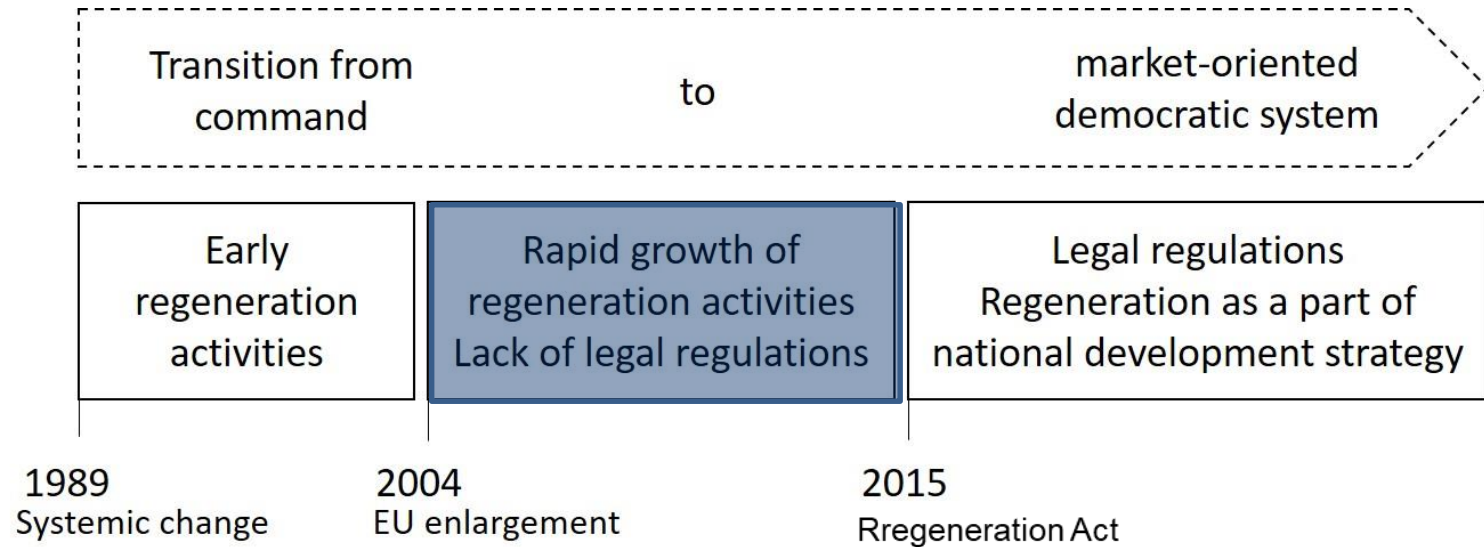 Transition from
command
to
market-oriented
democratic system
Early
regeneration
activities
Rapid growth of
regeneration activities
Lack of legal regulations
Legal regulations
Regeneration as a part of
national development strategy
1989
Systemic change
2004
EU enlargement
2015
Rregeneration Act